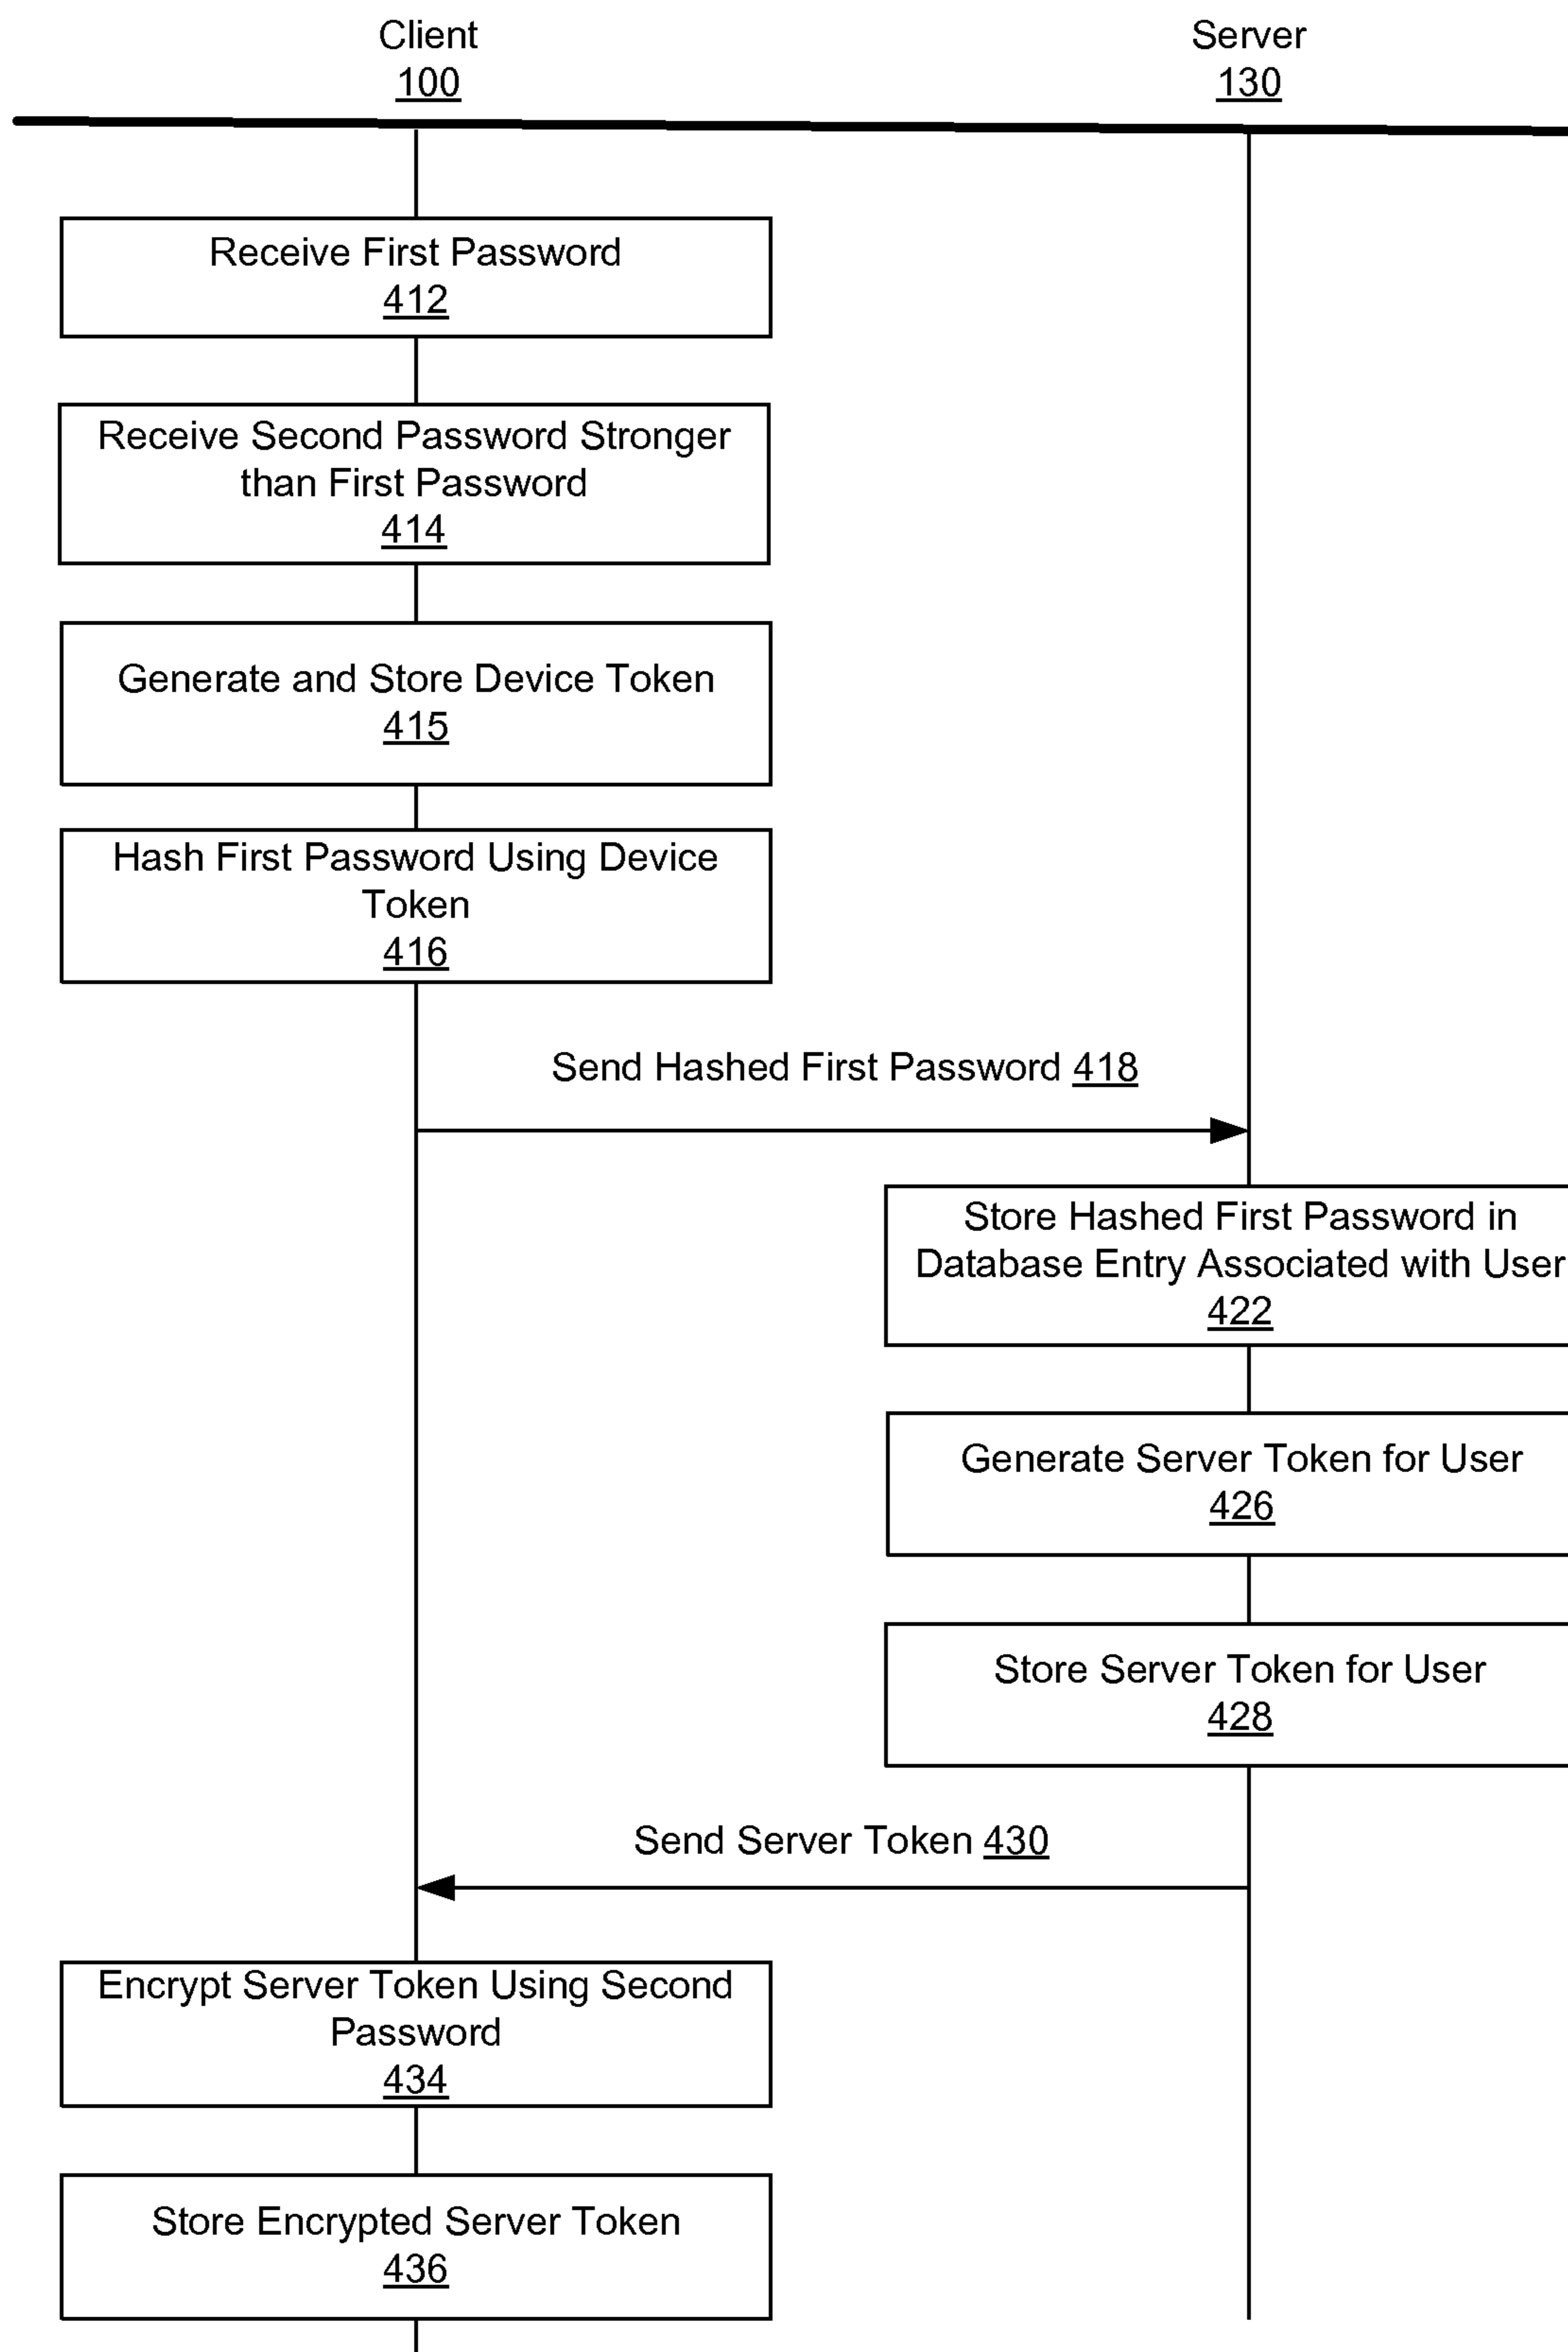 Client
100
Server
130
Receive First Password
412
Receive Second Password Stronger
than First Password
414
Generate and Store Device Token
415
Hash First Password Using Device
Token
416
Send Hashed First Password 418
Store Hashed First Password in
Database Entry Associated with User
422
Generate Server Token for User
426
Store Server Token for User
428
Send Server Token 430
Encrypt Server Token Using Second
Password
434
Store Encrypted Server Token
436